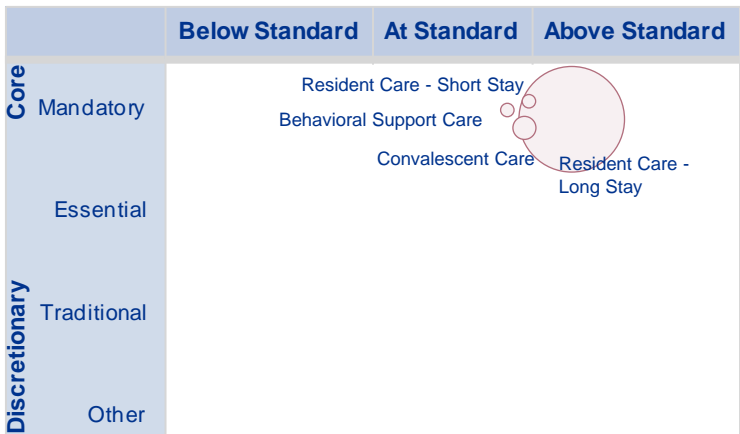 Below Standard At Standard Above Standard
Core
Mandatory
Resident Care - Short Stay
Behavioral Support Care
Convalescent Care
Resident Care -
Long Stay
Essential
Discretionary
Traditional
Other